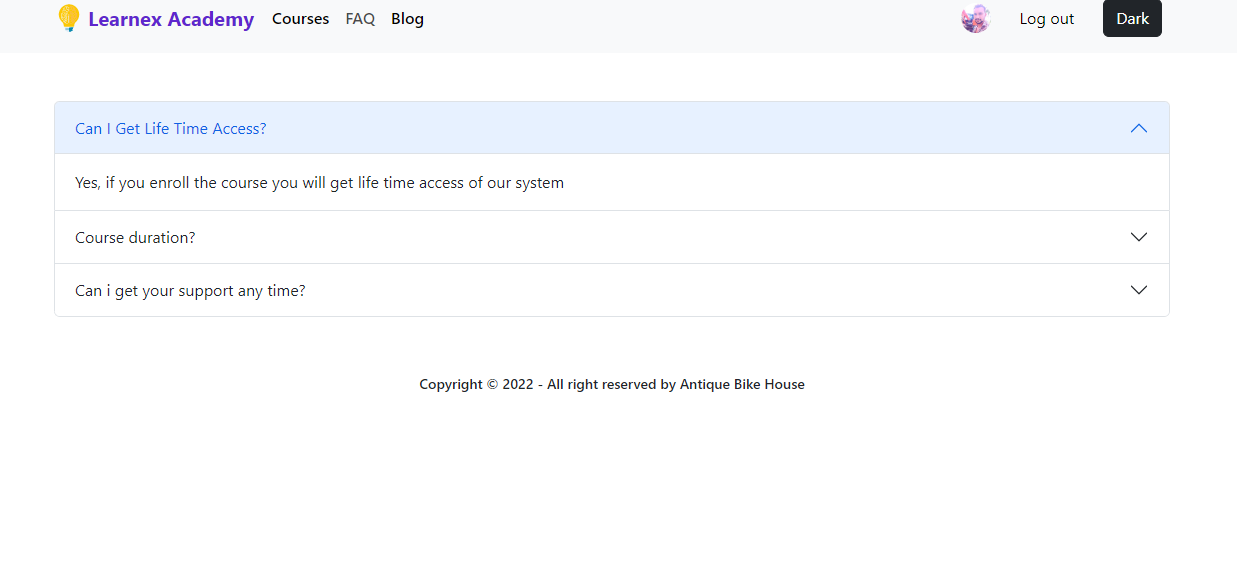 Learnex Academy Courses FAQ Blog Log out Dark
Can I Get Life Time Access?
Yes, if you enroll the course you will get life time access of our system
Course duration?
Can i get your support any time?
Copyright © 2022 - All right reserved by Antique Bike House